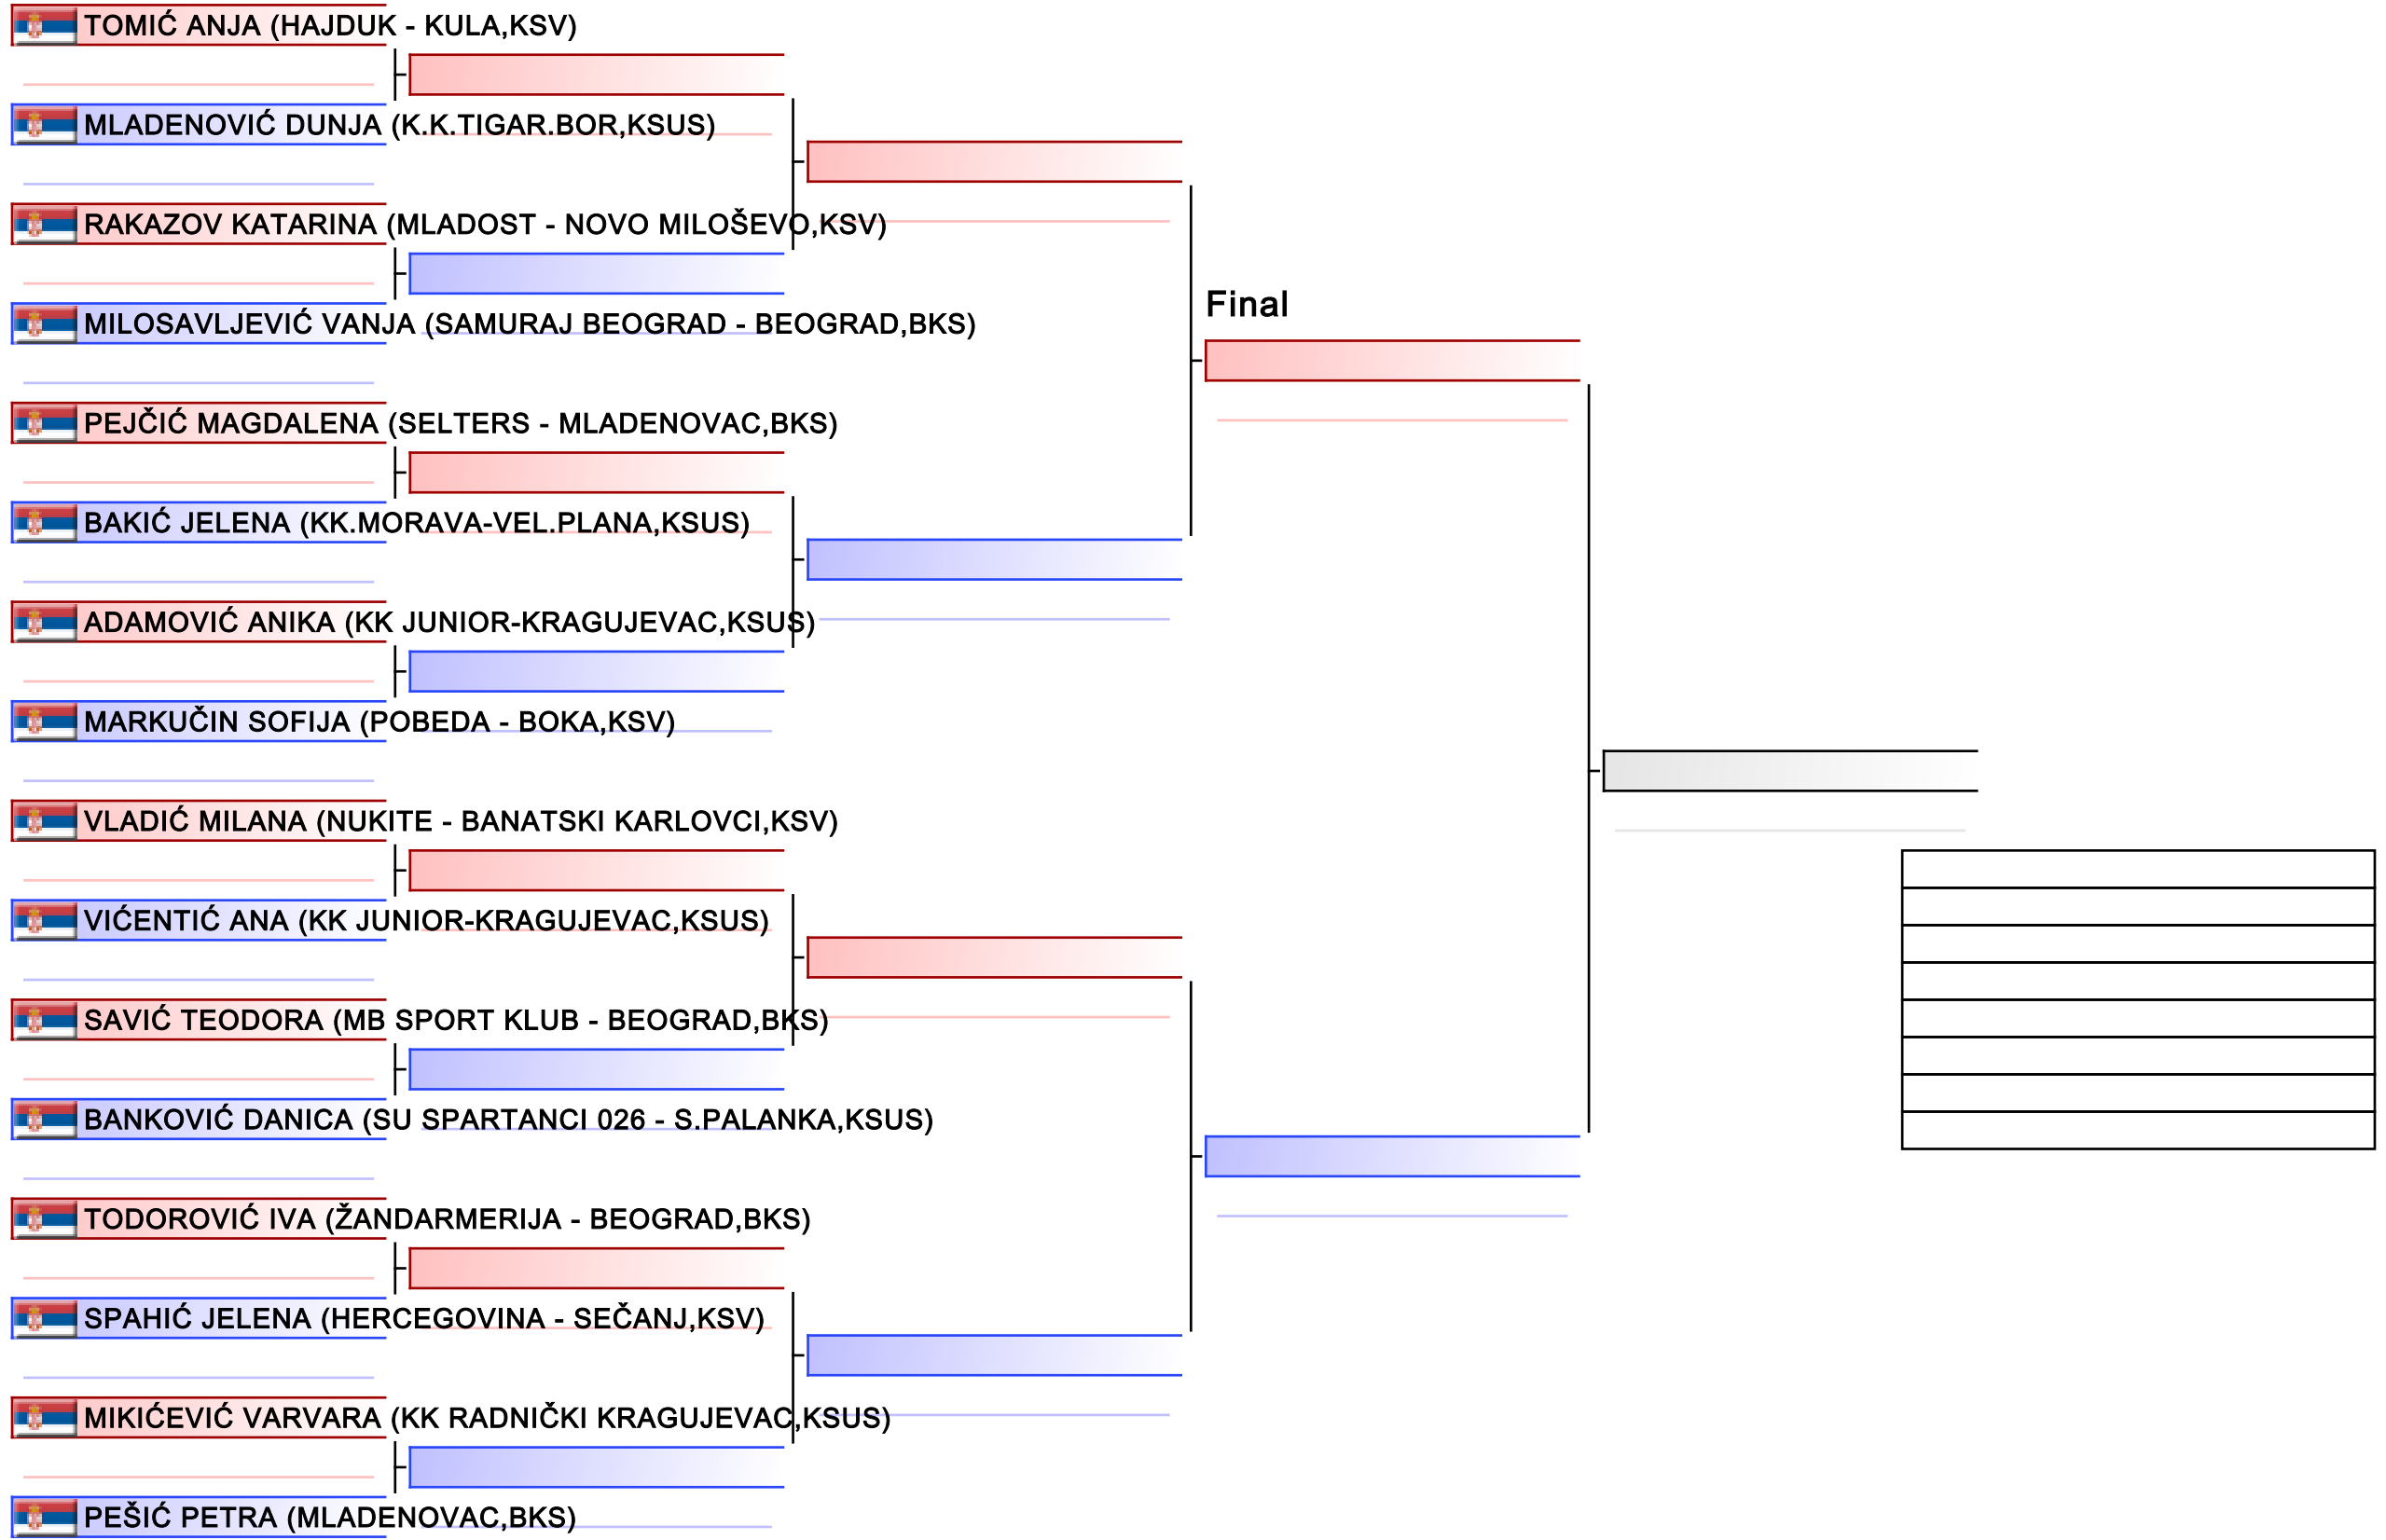 TOMIĆ ANJA (HAJDUK - KULA,KSV)
MLADENOVIĆ DUNJA (K.K.TIGAR.BOR,KSUS)
RAKAZOV KATARINA (MLADOST - NOVO MILOŠEVO,KSV)
Final
MILOSAVLJEVIĆ VANJA (SAMURAJ BEOGRAD - BEOGRAD,BKS)
PEJČIĆ MAGDALENA (SELTERS - MLADENOVAC,BKS)
BAKIĆ JELENA (KK.MORAVA-VEL.PLANA,KSUS)
ADAMOVIĆ ANIKA (KK JUNIOR-KRAGUJEVAC,KSUS)
MARKUČIN SOFIJA (POBEDA - BOKA,KSV)
VLADIĆ MILANA (NUKITE - BANATSKI KARLOVCI,KSV)
VIĆENTIĆ ANA (KK JUNIOR-KRAGUJEVAC,KSUS)
SAVIĆ TEODORA (MB SPORT KLUB - BEOGRAD,BKS)
BANKOVIĆ DANICA (SU SPARTANCI 026 - S.PALANKA,KSUS)
TODOROVIĆ IVA (ŽANDARMERIJA - BEOGRAD,BKS)
SPAHIĆ JELENA (HERCEGOVINA - SEČANJ,KSV)
MIKIĆEVIĆ VARVARA (KK RADNIČKI KRAGUJEVAC,KSUS)
PEŠIĆ PETRA (MLADENOVAC,BKS)